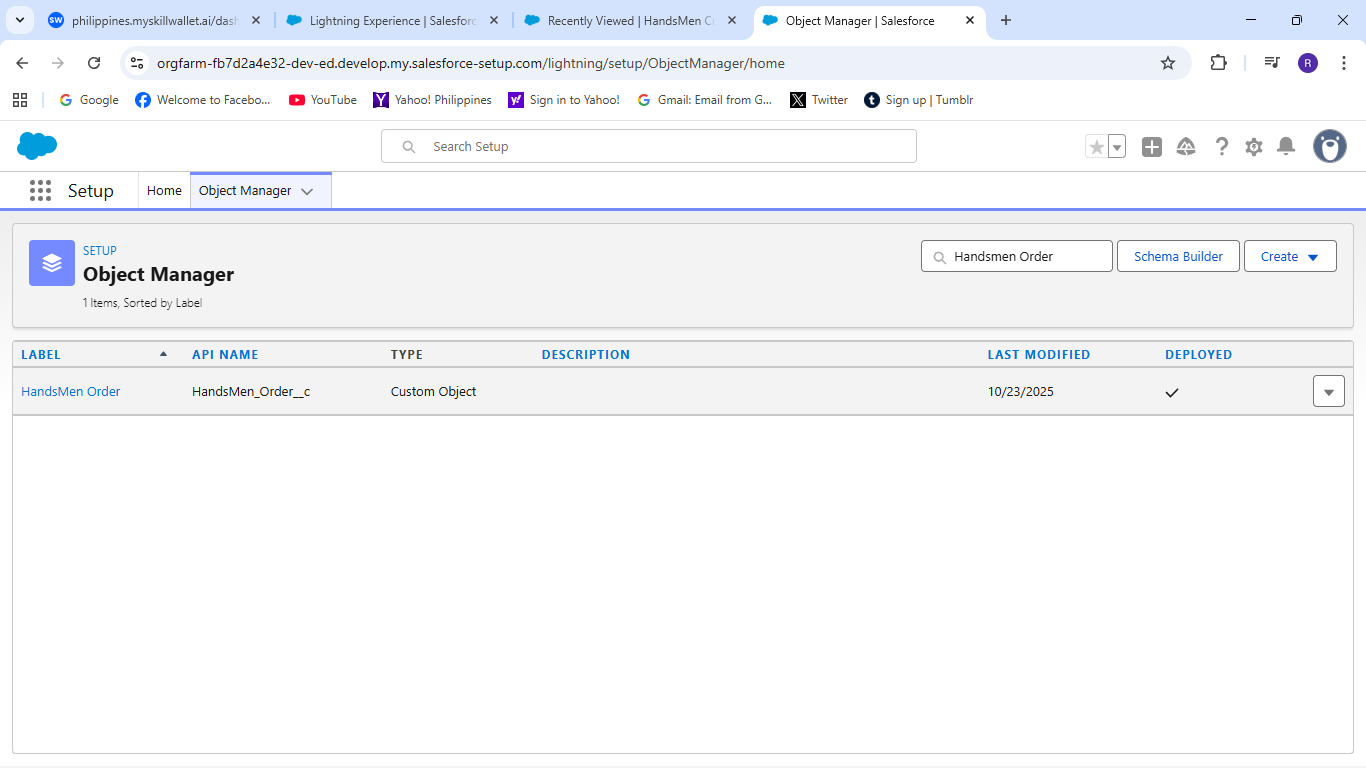 SW philippines.myskillwallet.ai/dash
Lightning Experience | Salesforc
Recently Viewed | HandsMen C
Object Manager | Salesforce
orgfarm-fb7d2a4e32-dev-ed.develop.my.salesforce-setup.com/lightning/setup/ObjectManager/home
R
Google
Welcome to Facebo...
YouTube
Yahoo! Philippines
Sign in to Yahoo!
Gmail: Email from G...
Twitter
Sign up | Tumblr
Search Setup
Setup
Home
Object Manager
SETUP
Object Manager
1 Items, Sorted by Label
Handsmen Order
Schema Builder
Create
LABEL
API NAME
TYPE
DESCRIPTION
LAST MODIFIED
DEPLOYED
HandsMen Order
HandsMen_Order__c
Custom Object
10/23/2025